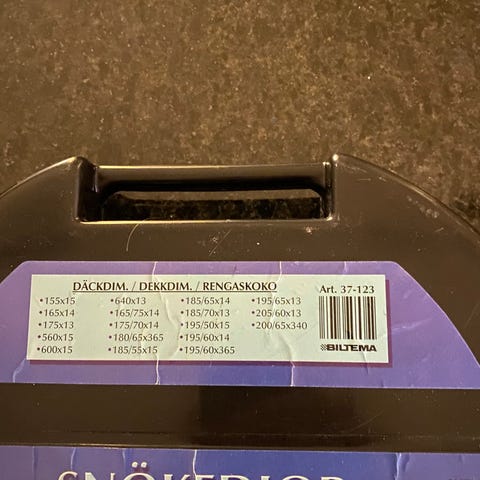 DÄCKDIM. / DEKKDIM. / RENGASKOKO Art. 37-123
•155x15 •640x13 •185/65x14 •195/65x13
•165x14 •165/75x14 •185/70x13 •205/60x13
•175x13 •175/70x14 •195/50x15 •200/65x340
•560x15 •180/65x365 •195/60x14
•600x15 •185/55x15 •195/60x365
BILTEMA
SNÖKEDJOR